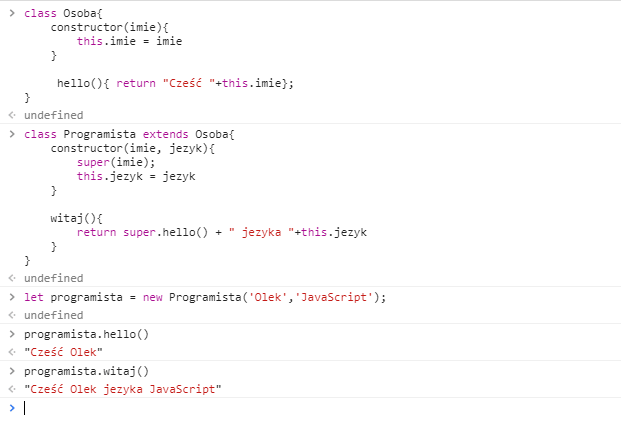 class Osoba{
    constructor(imie){
        this.imie = imie
    }

     hello(){ return "Cześć "+this.imie};
}
undefined
class Programista extends Osoba{
    constructor(imie, jezyk){
        super(imie);
        this.jezyk = jezyk
    }

    witaj(){
        return super.hello() + " jezyka "+this.jezyk
    }
}
undefined
let programista = new Programista('Olek','JavaScript');
undefined
programista.hello()
"Cześć Olek"
programista.witaj()
"Cześć Olek jezyka JavaScript"